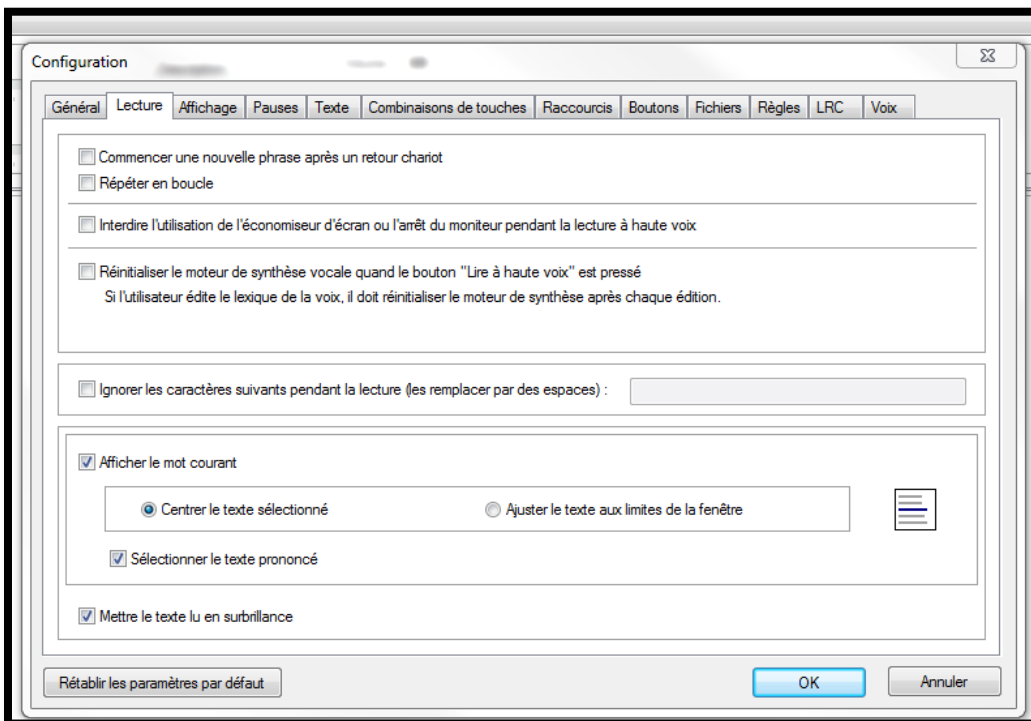 Configuration
Général Lecture Affichage Pauses Texte Combinaisons de touches Raccourcis Boutons Fichiers Règles LRC Voix
Commencer une nouvelle phrase après un retour chariot
Répéter en boucle
Interdire l'utilisation de l'économiseur d'écran ou l'arrêt du moniteur pendant la lecture à haute voix
Réinitialiser le moteur de synthèse vocale quand le bouton "Lire à haute voix" est pressé
Si l'utilisateur édite le lexique de la voix, il doit réinitialiser le moteur de synthèse après chaque édition.
Ignorer les caractères suivants pendant la lecture (les remplacer par des espaces) :
Afficher le mot courant
Centrer le texte sélectionné Ajuster le texte aux limites de la fenêtre
Sélectionner le texte prononcé
Mettre le texte lu en surbrillance
Rétablir les paramètres par défaut OK Annuler